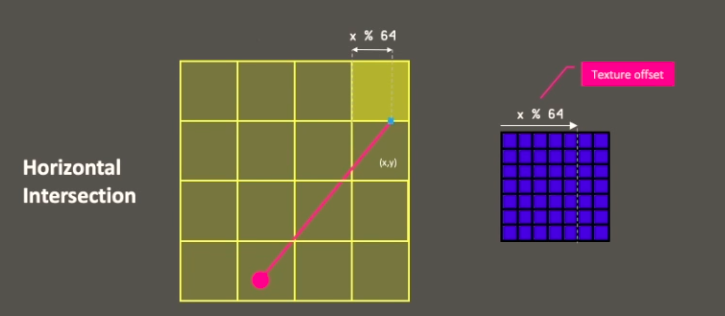 x % 64
Texture offset
x % 64
(x,y)
Horizontal
Intersection